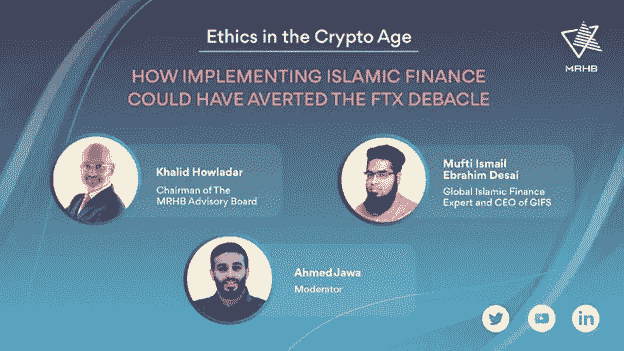 Ethics in the Crypto Age
MRHB
HOW IMPLEMENTING ISLAMIC FINANCE
COULD HAVE AVERTED THE FTX DEBACLE
Khalid Howladar
Chairman of The
MRHB Advisory Board
Mufti Ismail
Ebrahim Desai
Global Islamic Finance
Expert and CEO of GIFS
Ahmed Jawa
Moderator
in